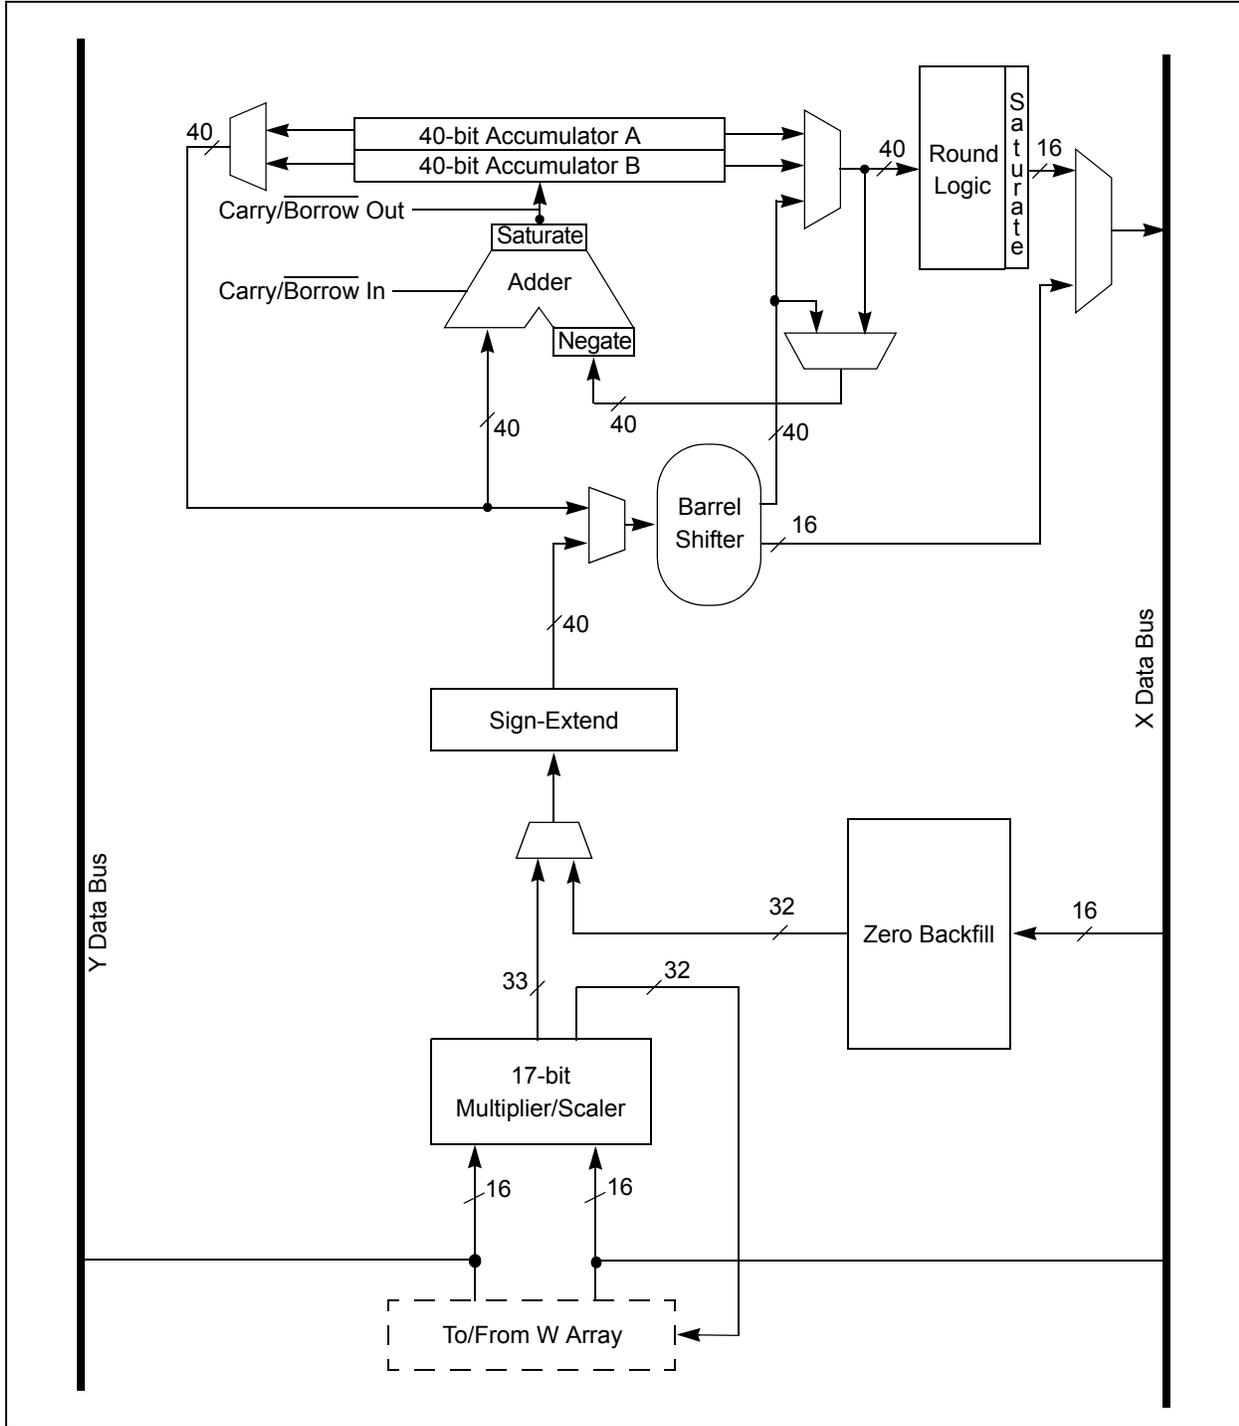 40
40-bit Accumulator A
40-bit Accumulator B
Carry/Borrow Out
Saturate
Carry/Borrow In
Adder
Negate
40
Round
Logic
Saturate
16
40
40
40
Barrel
Shifter
16
40
Sign-Extend
X Data Bus
Y Data Bus
32
Zero Backfill
16
33
32
17-bit
Multiplier/Scaler
16
16
To/From W Array